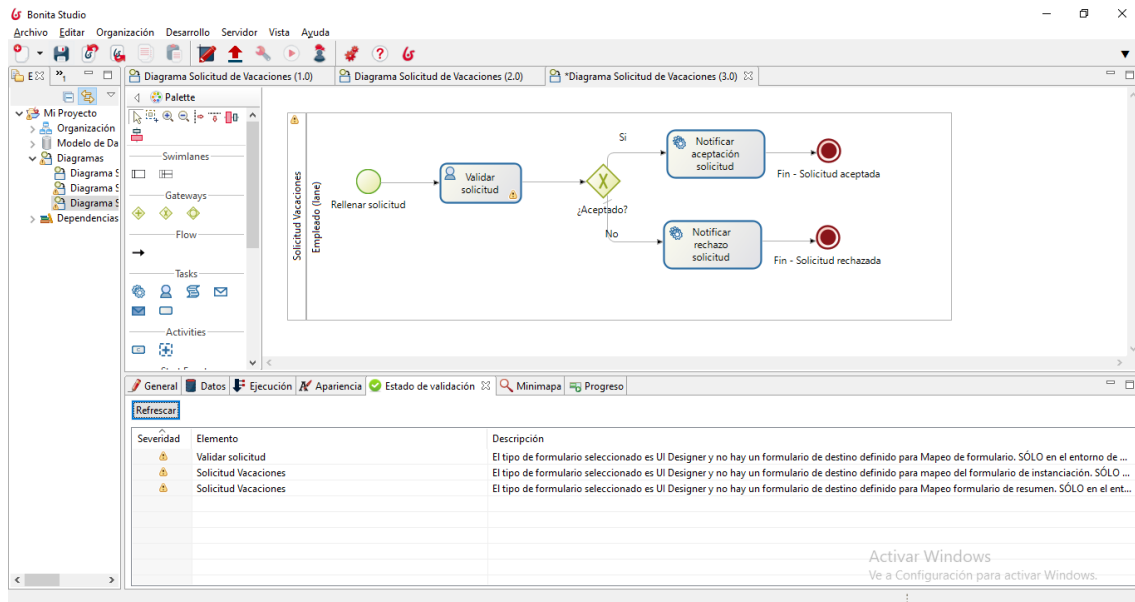 Bonita Studio
Archivo Editar Organización Desarrollo Servidor Vista Ayuda
E
Diagrama Solicitud de Vacaciones (1.0)
Diagrama Solicitud de Vacaciones (2.0)
*Diagrama Solicitud de Vacaciones (3.0)
Mi Proyecto
Organización
Modelo de Da
Diagramas
Diagrama S
Diagrama S
Diagrama S
Dependencias
Palette
Swimlanes
Gateways
Flow
Tasks
Activities
Solicitud Vacaciones
Empleado (lane)
Rellenar solicitud
Validar
solicitud
¿Aceptado?
Si
No
Notificar
aceptación
solicitud
Fin - Solicitud aceptada
Notificar
rechazo
solicitud
Fin - Solicitud rechazada
General Datos Ejecución Apariencia Estado de validación Minimapa Progreso
Refrescar
Severidad Elemento Descripción
Validar solicitud El tipo de formulario seleccionado es UI Designer y no hay un formulario de destino definido para Mapeo de formulario. SÓLO en el entorno de ...
Solicitud Vacaciones El tipo de formulario seleccionado es UI Designer y no hay un formulario de destino definido para mapeo del formulario de instanciación. SÓLO ...
Solicitud Vacaciones El tipo de formulario seleccionado es UI Designer y no hay un formulario de destino definido para Mapeo formulario de resumen. SÓLO en el ent...
Activar Windows
Ve a Configuración para activar Windows.